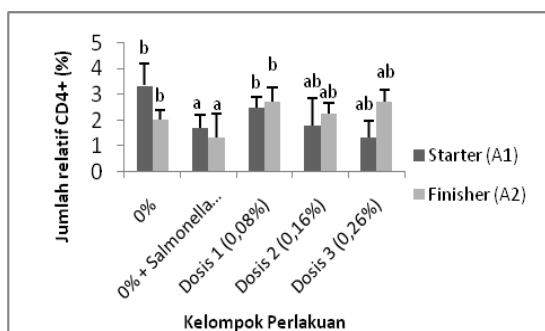 Jumlah relatif CD4+ (%)
5
4
3
2
1
0
b
b
a
a
b
b
ab
ab
ab
ab
0%
0% + Salmonella...
Dosis 1 (0,08%)
Dosis 2 (0,16%)
Dosis 3 (0,26%)
Starter (A1)
Finisher (A2)
Kelompok Perlakuan